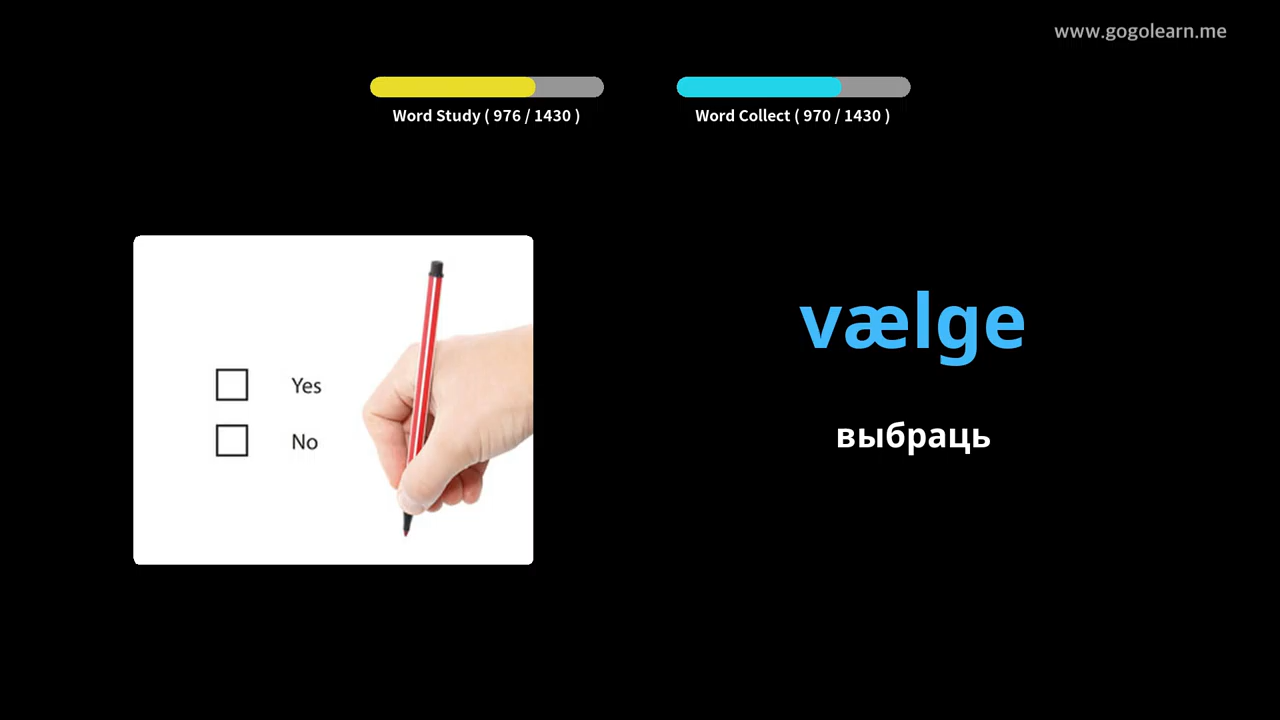 www.gogolearn.me
Word Study ( 976 / 1430 )
Word Collect ( 970 / 1430 )
Yes
No
vælge
выбраць